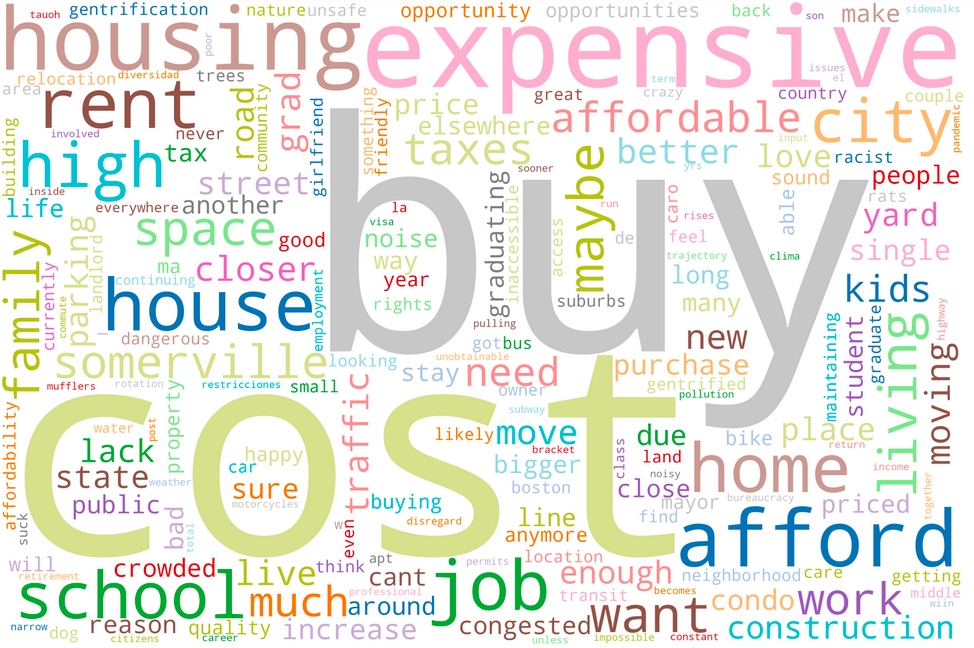 tauoh
gentrification
nature
unsafe
opportunity
opportunities
back
son
make
sidewalks
housing
poor
expensive
relocation
diversidad
trees
area
rent
never
involved
road
community
grad
girlfriend
something
friendly
price
elsewhere
great
term
crazy
issues
el
country
couple
affordable
city
pandemic
building
high
tax
inside
life
everywhere
another
street
taxes
sooner
maybe
better
input
love
racist
yrs
sound
people
rats
yard
space
good
la
visa
noise
way
year
rights
graduating
inaccessible
access
run
de
caro
rises
feel
able
trajectory
clima
single
family
currently
parking
landlord
commute
ma
closer
continuing
l
house
employment
buy
suburbs
long
many
kids
dangerous
pulling
new
maintaining
student
graduate
living
highway
moving
somerville
looking
got
bus
unobtainable
stay
need
purchase
gentrified
mufflers
rotation
restricciones
small
owner
pollution
affordability
cost
traffic
subway
water
post
property
lack
happy
car
state
weather
sure
public
motorcycles
buying
likely
move
bracket
bigger
boston
class
due
land
noisy
bike
place
return
home
income
close
mayor
bureaucracy
priced
together
suck
bad
total
w
even
disregard
line
anymore
find
afford
will
retirement
crowded
live
think
apt
cant
professional
school
much
around
job
location
enough
transit
permits
becomes
neighborhood
care
getting
middle
wiin
narrow
dog
reason
citizens
quality
career
increase
congested
unless
want
impossible
constant
condo
work
construction